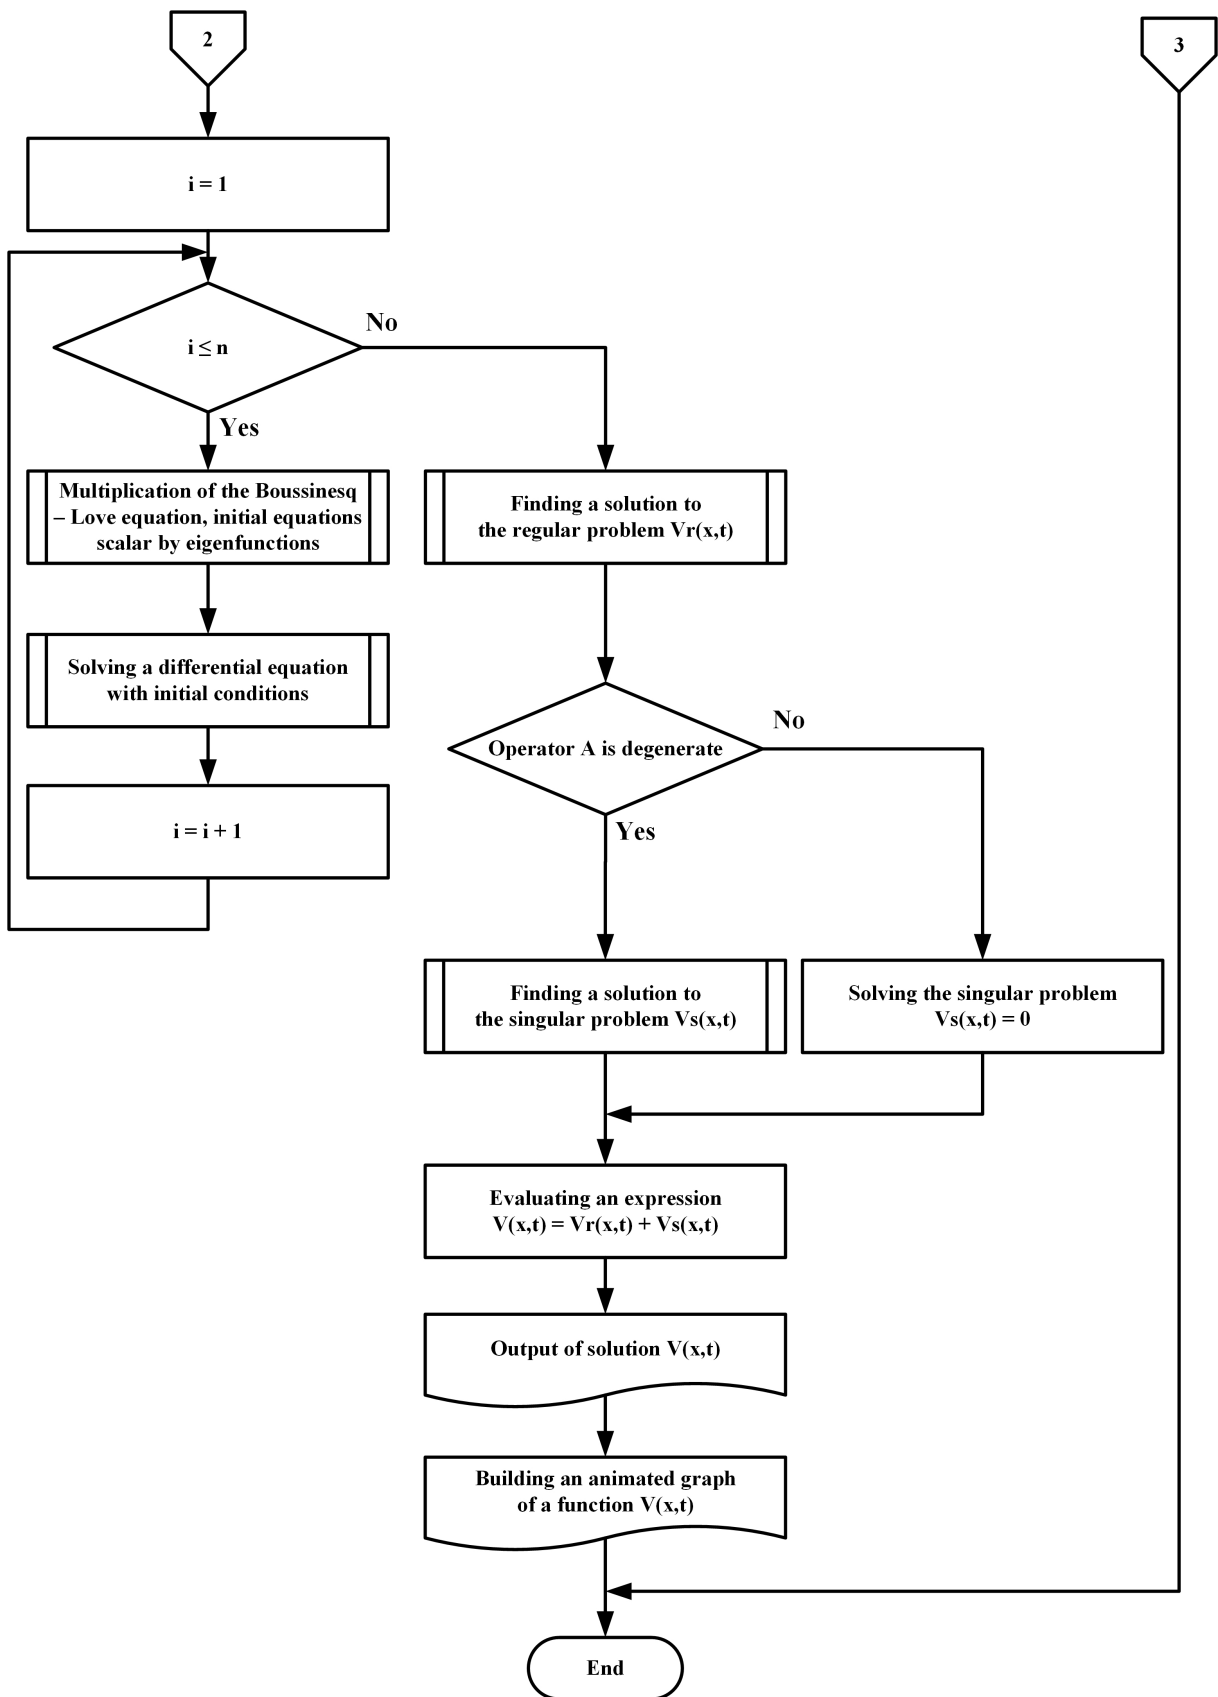 2
3
i = 1
i ≤ n
No
Yes
Multiplication of the Boussinesq
– Love equation, initial equations
scalar by eigenfunctions
Solving a differential equation
with initial conditions
i = i + 1
Finding a solution to
the regular problem Vr(x,t)
Operator A is degenerate
No
Yes
Finding a solution to
the singular problem Vs(x,t)
Solving the singular problem
Vs(x,t) = 0
Evaluating an expression
V(x,t) = Vr(x,t) + Vs(x,t)
Output of solution V(x,t)
Building an animated graph
of a function V(x,t)
End